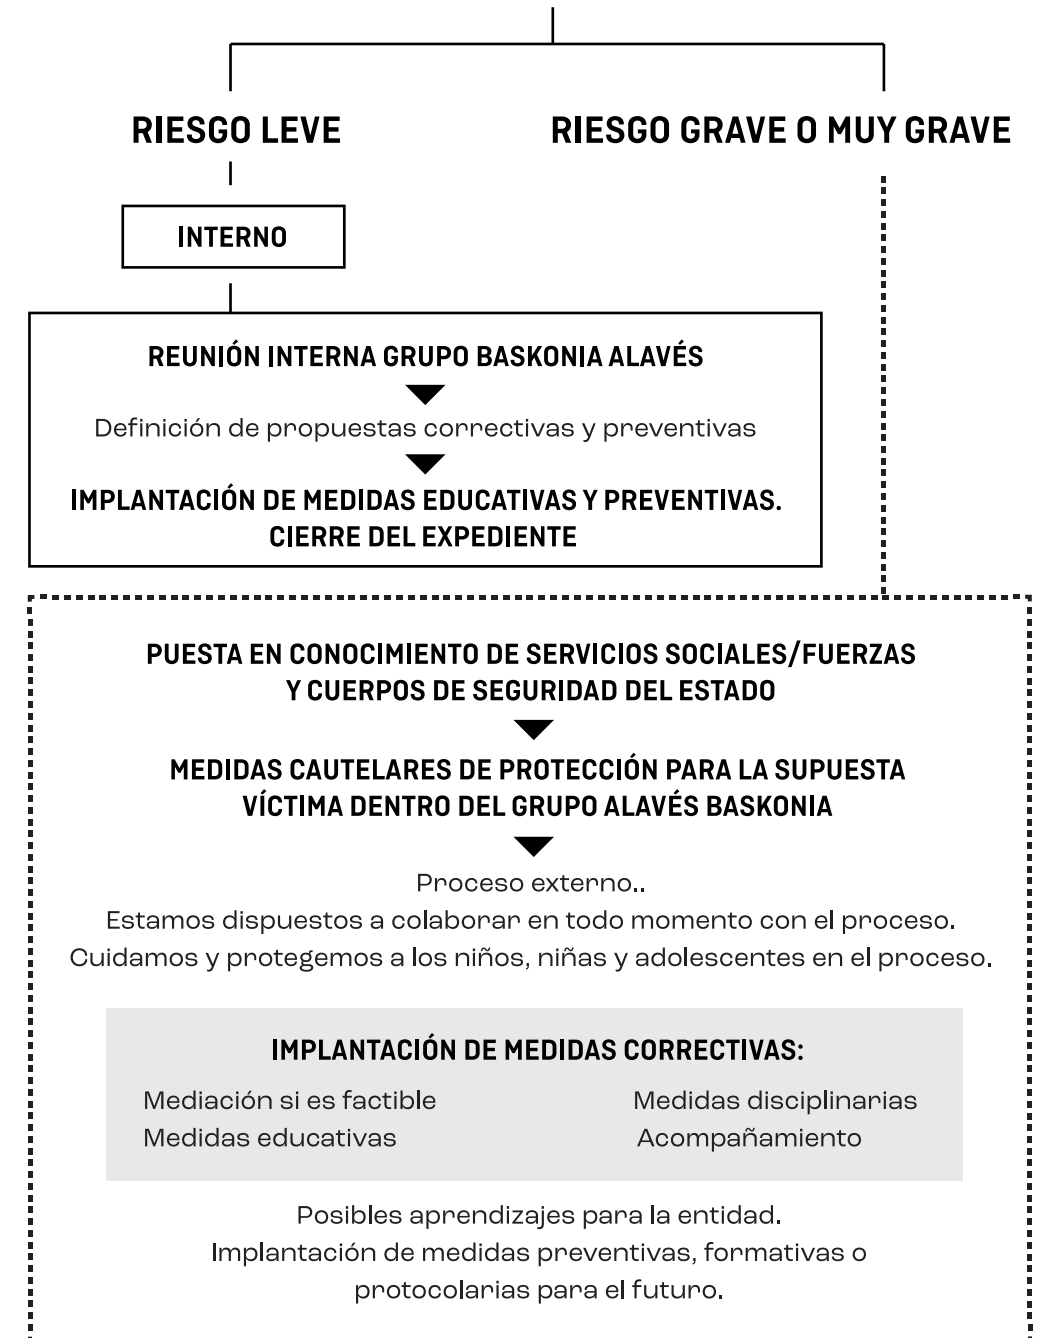 RIESGO LEVE
RIESGO GRAVE O MUY GRAVE
INTERNO
REUNIÓN INTERNA GRUPO BASKONIA ALAVÉS
Definición de propuestas correctivas y preventivas
IMPLANTACIÓN DE MEDIDAS EDUCATIVAS Y PREVENTIVAS.
CIERRE DEL EXPEDIENTE
PUESTA EN CONOCIMIENTO DE SERVICIOS SOCIALES/FUERZAS
Y CUERPOS DE SEGURIDAD DEL ESTADO
MEDIDAS CAUTELARES DE PROTECCIÓN PARA LA SUPUESTA
VÍCTIMA DENTRO DEL GRUPO ALAVÉS BASKONIA
Proceso externo..
Estamos dispuestos a colaborar en todo momento con el proceso.
Cuidamos y protegemos a los niños, niñas y adolescentes en el proceso.
IMPLANTACIÓN DE MEDIDAS CORRECTIVAS:
Mediación si es factible
Medidas educativas
Medidas disciplinarias
Acompañamiento
Posibles aprendizajes para la entidad.
Implantación de medidas preventivas, formativas o
protocolarias para el futuro.